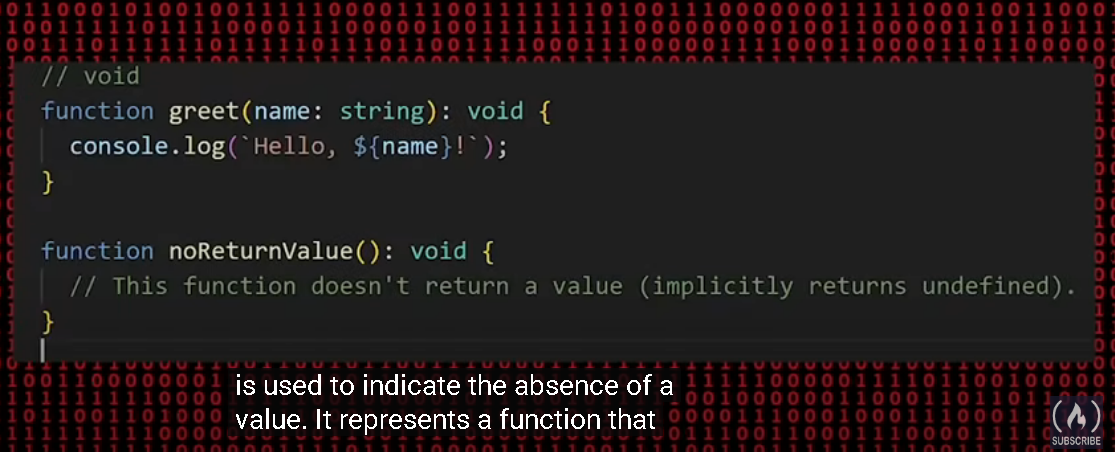 // void
function greet(name: string): void {
console.log(`Hello, ${name}!`);
}
function noReturnValue(): void {
// This function doesn't return a value (implicitly returns undefined).
}
is used to indicate the absence of a
value. It represents a function that
SUBSCRIBE